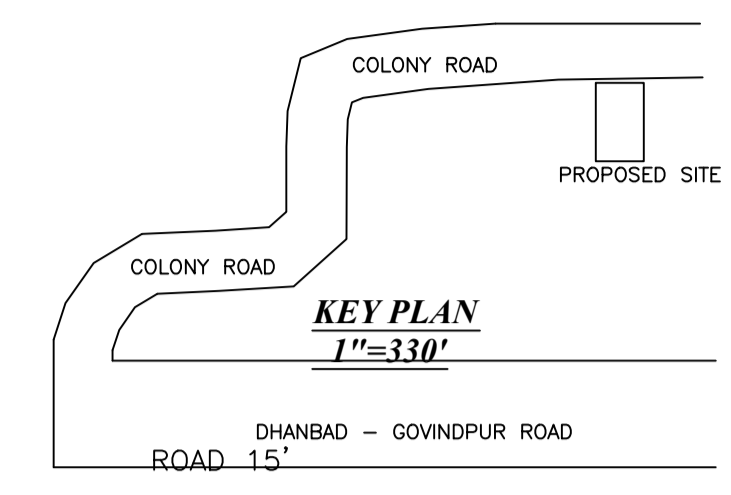 COLONY ROAD
PROPOSED SITE
COLONY ROAD
KEY PLAN
1"=330'
DHANBAD - GOVINDPUR ROAD
ROAD 15'